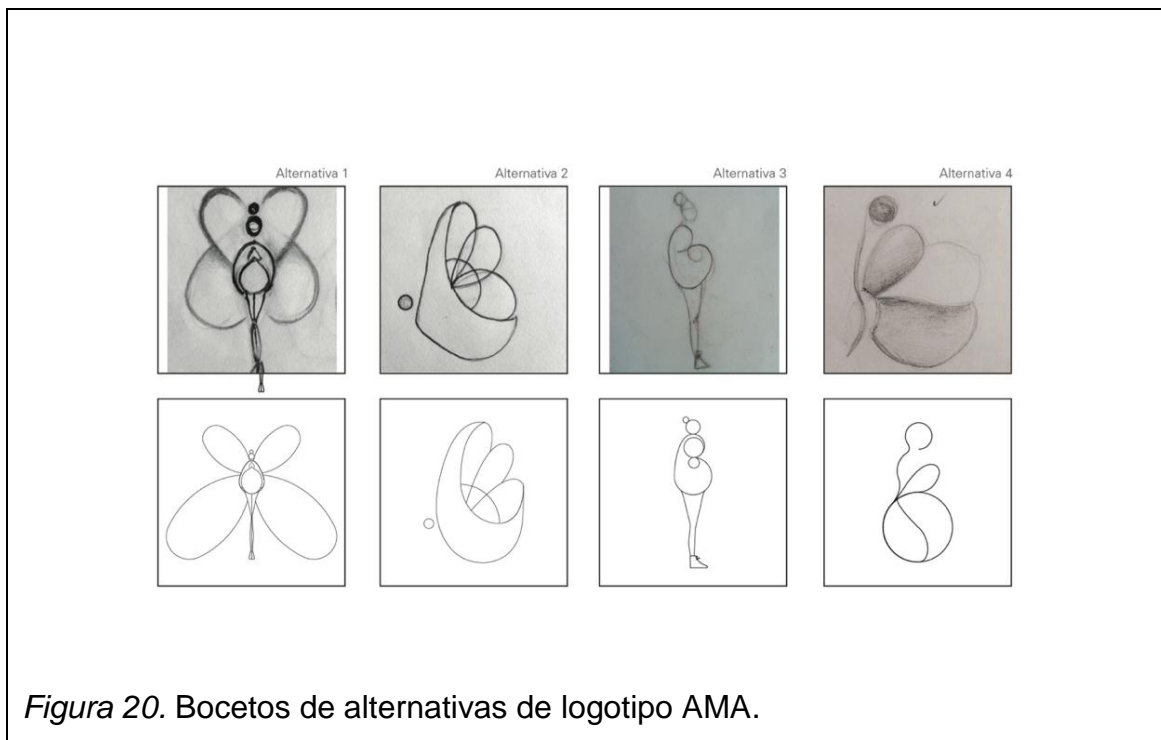 Alternativa 1
Alternativa 2
Alternativa 3
Alternativa 4
Figura 20. Bocetos de alternativas de logotipo AMA.